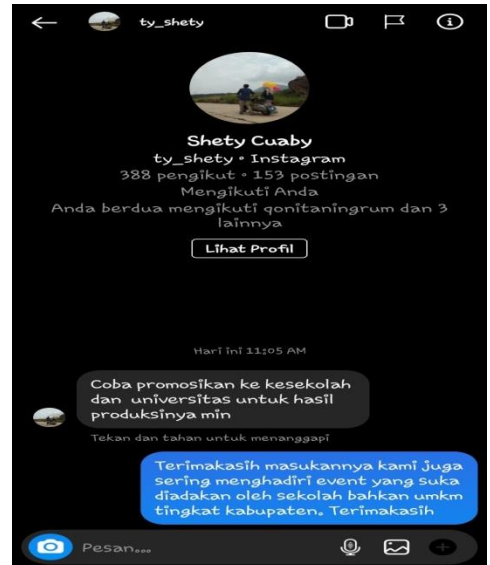 ty_shety
Shety Cuaby
ty_shety • Instagram
388 pengikut • 153 postingan
Mengikuti Anda
Anda berdua mengikuti qonitaningrum dan 3
lainnya
Lihat Profil
Hari ini 11:05 AM
Coba promosikan ke kesekolah
dan universitas untuk hasil
produksinya min
Tekan dan tahan untuk menanggapi
Terimakasih masukannya kami juga
sering menghadiri event yang suka
diadakan oleh sekolah bahkan umkm
tingkat kabupaten. Terimakasih
Pesan...